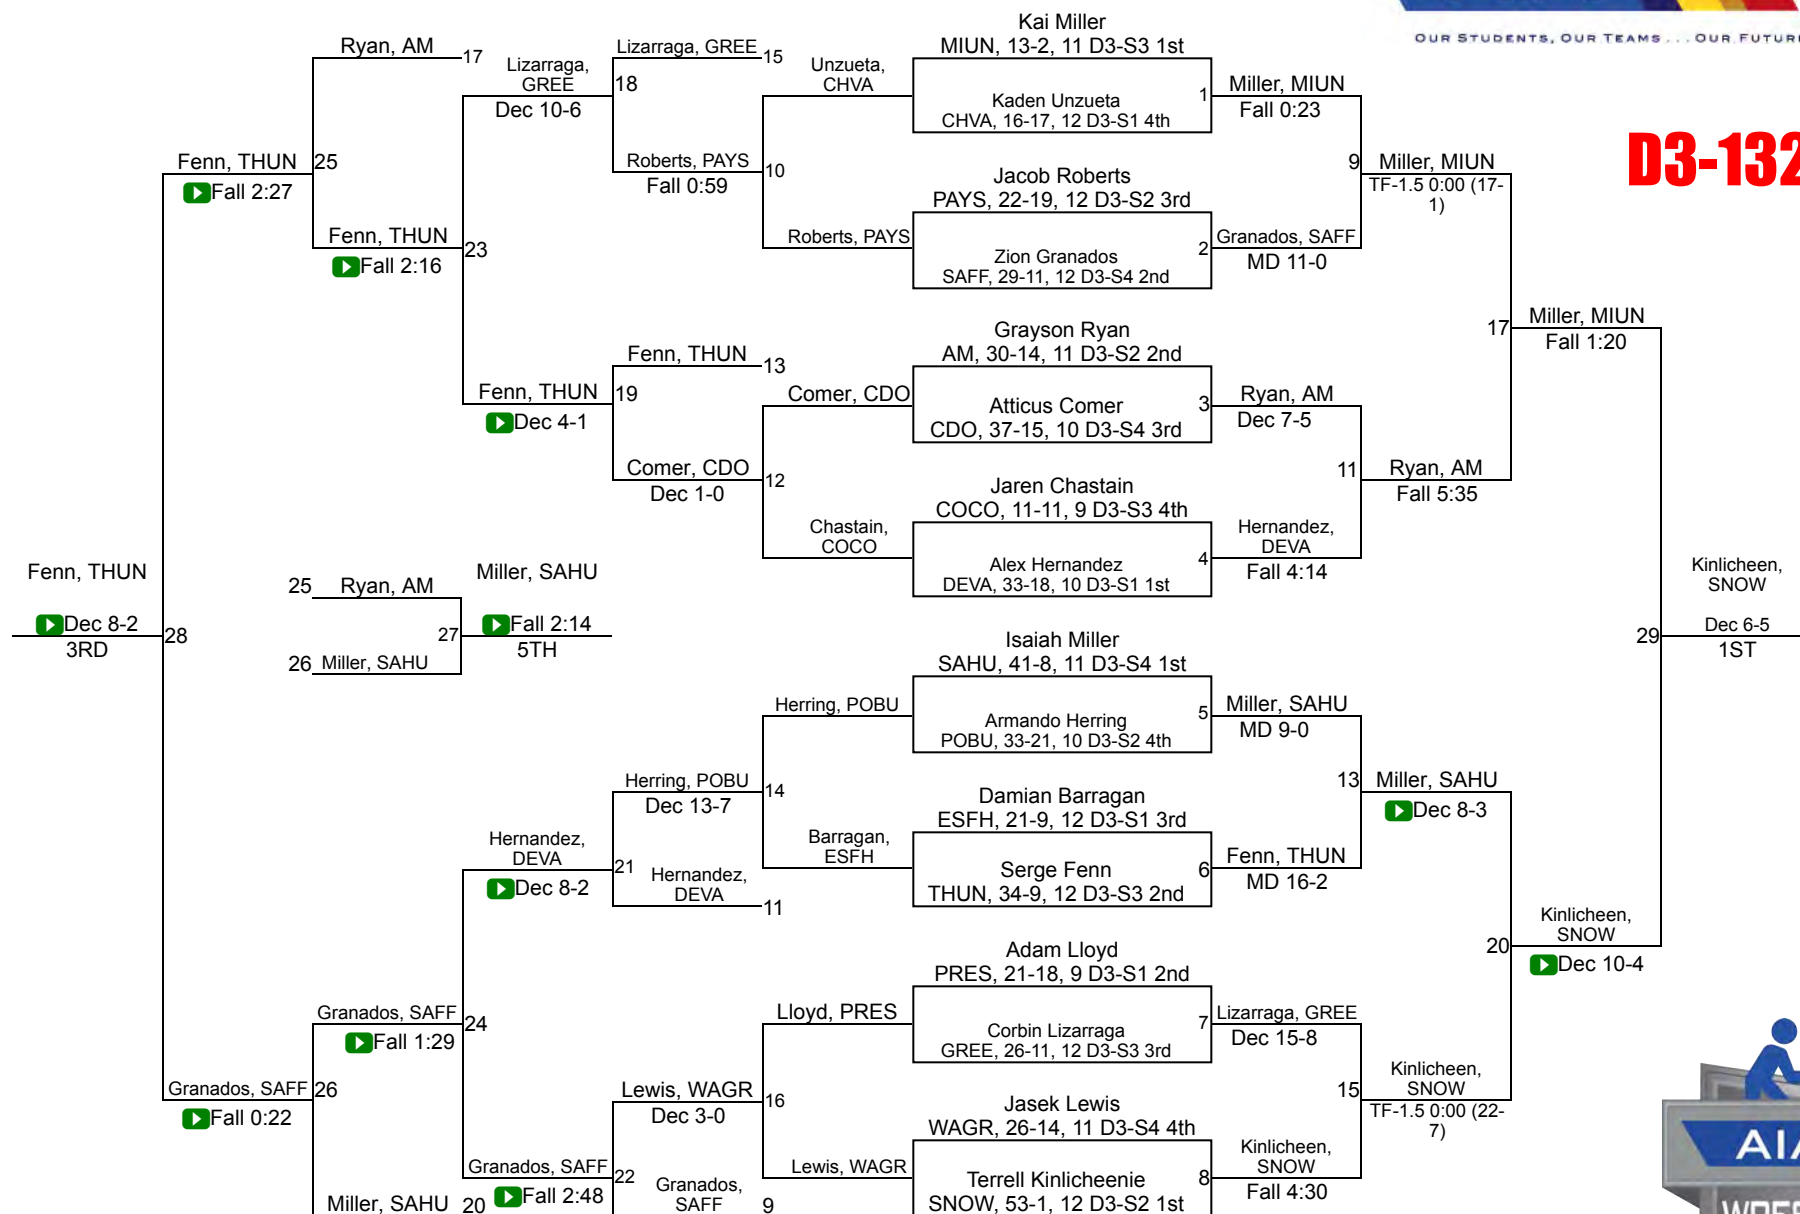 OUR STUDENTS, OUR TEAMS . . . OUR FUTUR
D3-132
Kai Miller
MIUN, 13-2, 11 D3-S3 1st
Kaden Unzueta
CHVA, 16-17, 12 D3-S1 4th
1
Jacob Roberts
PAYS, 22-19, 12 D3-S2 3rd
Zion Granados
SAFF, 29-11, 12 D3-S4 2nd
2
Grayson Ryan
AM, 30-14, 11 D3-S2 2nd
Atticus Comer
CDO, 37-15, 10 D3-S4 3rd
3
Jaren Chastain
COCO, 11-11, 9 D3-S3 4th
Alex Hernandez
DEVA, 33-18, 10 D3-S1 1st
4
Isaiah Miller
SAHU, 41-8, 11 D3-S4 1st
Armando Herring
POBU, 33-21, 10 D3-S2 4th
5
Damian Barragan
ESFH, 21-9, 12 D3-S1 3rd
Serge Fenn
THUN, 34-9, 12 D3-S3 2nd
6
Adam Lloyd
PRES, 21-18, 9 D3-S1 2nd
Corbin Lizarraga
GREE, 26-11, 12 D3-S3 3rd
7
Jasek Lewis
WAGR, 26-14, 11 D3-S4 4th
Terrell Kinlicheenie
SNOW, 53-1, 12 D3-S2 1st
8
Miller, MIUN
Fall 0:23
Granados, SAFF
MD 11-0
Ryan, AM
Dec 7-5
Hernandez,
DEVA
Fall 4:14
Miller, SAHU
MD 9-0
Fenn, THUN
MD 16-2
Lizarraga, GREE
Dec 15-8
Kinlicheen,
SNOW
Fall 4:30
9
Miller, MIUN
TF-1.5 0:00 (17-
1)
11
Ryan, AM
Fall 5:35
13
Miller, SAHU
Dec 8-3
15
Kinlicheen,
SNOW
TF-1.5 0:00 (22-
7)
17
Miller, MIUN
Fall 1:20
20
Kinlicheen,
SNOW
Dec 10-4
29
Kinlicheen,
SNOW
Dec 6-5
1ST
Unzueta,
CHVA
Roberts, PAYS
10
Comer, CDO
Chastain,
COCO
12
Herring, POBU
Barragan,
ESFH
14
Lloyd, PRES
Lewis, WAGR
16
Lizarraga, GREE
15
Roberts, PAYS
Fall 0:59
18
Fenn, THUN
13
Comer, CDO
Dec 1-0
19
Herring, POBU
Dec 13-7
Hernandez,
DEVA
11
21
Lewis, WAGR
Dec 3-0
Granados,
SAFF
9
22
Lizarraga,
GREE
Dec 10-6
Fenn, THUN
Dec 4-1
23
Hernandez,
DEVA
Dec 8-2
Granados, SAFF
Fall 2:48
24
Ryan, AM
17
Fenn, THUN
Fall 2:16
25
Granados, SAFF
Fall 1:29
Miller, SAHU
20
26
Fenn, THUN
Fall 2:27
Granados, SAFF
Fall 0:22
28
Fenn, THUN
Dec 8-2
3RD
25
Ryan, AM
26
Miller, SAHU
27
Miller, SAHU
Fall 2:14
5TH
AIA